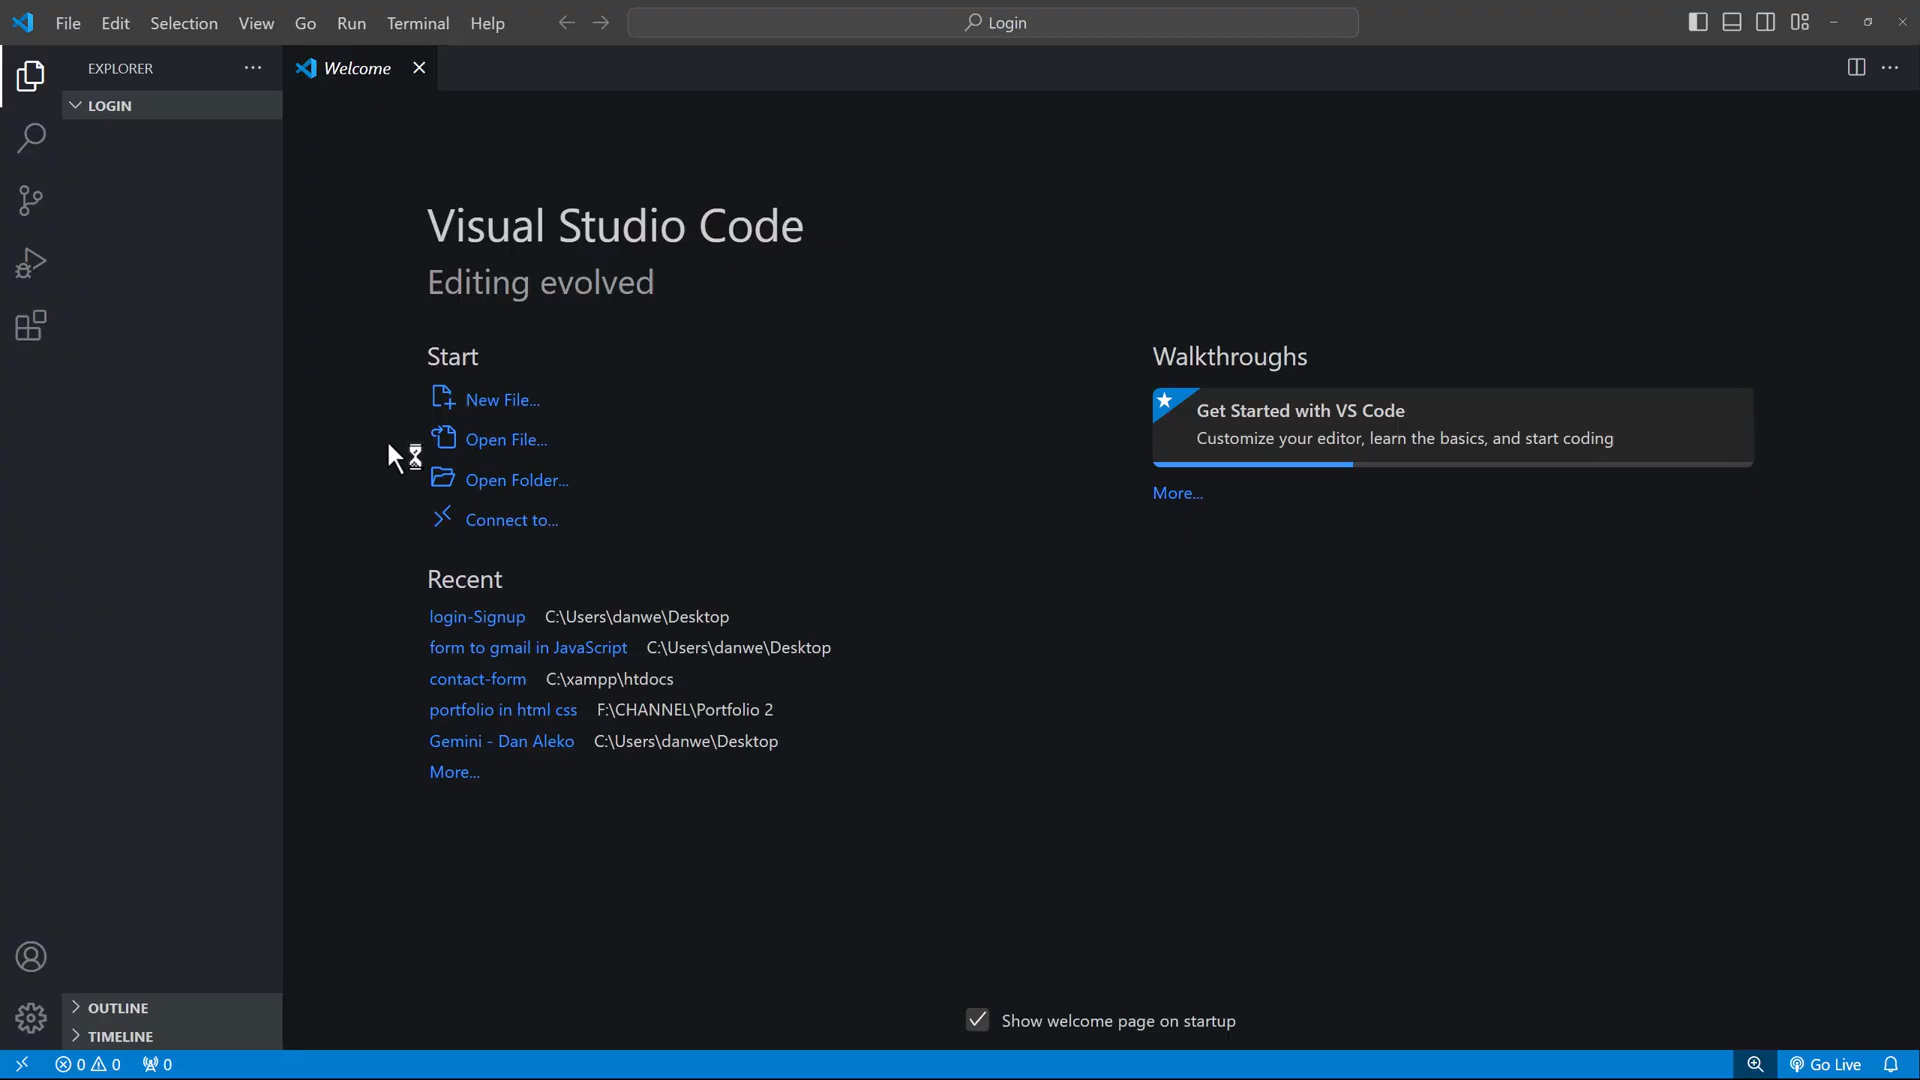 File Edit Selection View Go Run Terminal Help Login
EXPLORER
Welcome
LOGIN
Visual Studio Code
Editing evolved
Start
New File...
Open File...
Open Folder...
Connect to...
Recent
login-Signup C:\Users\danwe\Desktop
form to gmail in JavaScript C:\Users\danwe\Desktop
contact-form C:\xampp\htdocs
portfolio in html css F:\CHANNEL\Portfolio 2
Gemini - Dan Aleko C:\Users\danwe\Desktop
More...
Walkthroughs
Get Started with VS Code
Customize your editor, learn the basics, and start coding
More...
Show welcome page on startup
OUTLINE
TIMELINE
0 0 0 Go Live